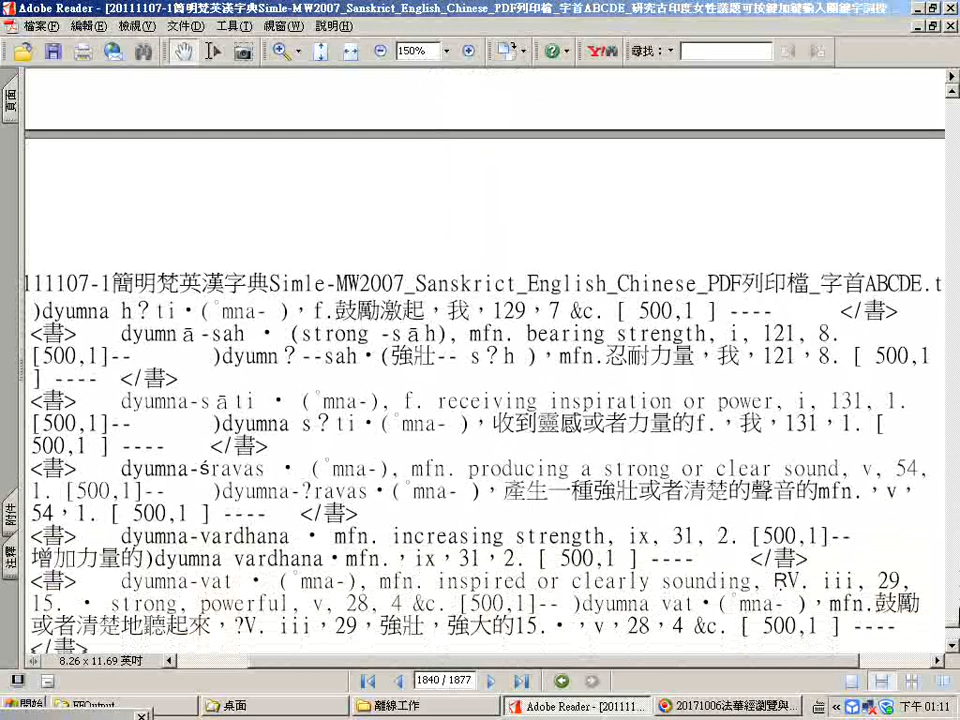 Adobe Reader - [20111107-1簡明梵英漢字典Simle-MW2007_Sanskrict_English_Chinese_PDF列印檔_字首ABCDE_研究古印度女性議題可按鍵加鍵輸入關鍵字詞搜
檔案(F) 編輯(E) 檢視(V) 文件(D) 工具(T) 視窗(W) 說明(H)
150% Y! 尋找:
頁面
111107-1簡明梵英漢字典Simle-MW2007_Sanskrict_English_Chinese_PDF列印檔_字首ABCDE.t
)dyumna h？ti・(ﾟmna- )，f.鼓勵激起，我，129，7 &c. [ 500,1 ] ---- </書>
<書> dyumnā-sah ・ (strong -sāh), mfn. bearing strength, i, 121, 8.
[500,1]-- )dyumn？--sah・(強壯-- s？h )，mfn.忍耐力量，我，121，8. [ 500,1
] ---- </書>
<書> dyumna-sāti ・ (ﾟmna-), f. receiving inspiration or power, i, 131, 1.
[500,1]-- )dyumna s？ti・(ﾟmna- )，收到靈感或者力量的f.，我，131，1. [
500,1 ] ---- </書>
<書> dyumna-śravas ・ (ﾟmna-), mfn. producing a strong or clear sound, v, 54,
1. [500,1]-- )dyumna-?ravas・(ﾟmna- )，產生一種強壯或者清楚的聲音的mfn.，v，
54，1. [ 500,1 ] ---- </書>
<書> dyumna-vardhana ・ mfn. increasing strength, ix, 31, 2. [500,1]--
增加力量的)dyumna vardhana・mfn.，ix，31，2. [ 500,1 ] ---- </書>
<書> dyumna-vat ・ (ﾟmna-), mfn. inspired or clearly sounding, ṚV. iii, 29,
15. ・ strong, powerful, v, 28, 4 &c. [500,1]-- )dyumna vat・(ﾟmna- )，mfn.鼓勵
或者清楚地聽起來，?V. iii，29，強壯，強大的15.・，v，28，4 &c. [ 500,1 ] ----
</書>
附件
注釋
8.26 x 11.69 英吋
1840 / 1877
開始 EEOutput 桌面 離線工作 Adobe Reader - [2011... 20171006法華經瀏覽與... 下午 01:11